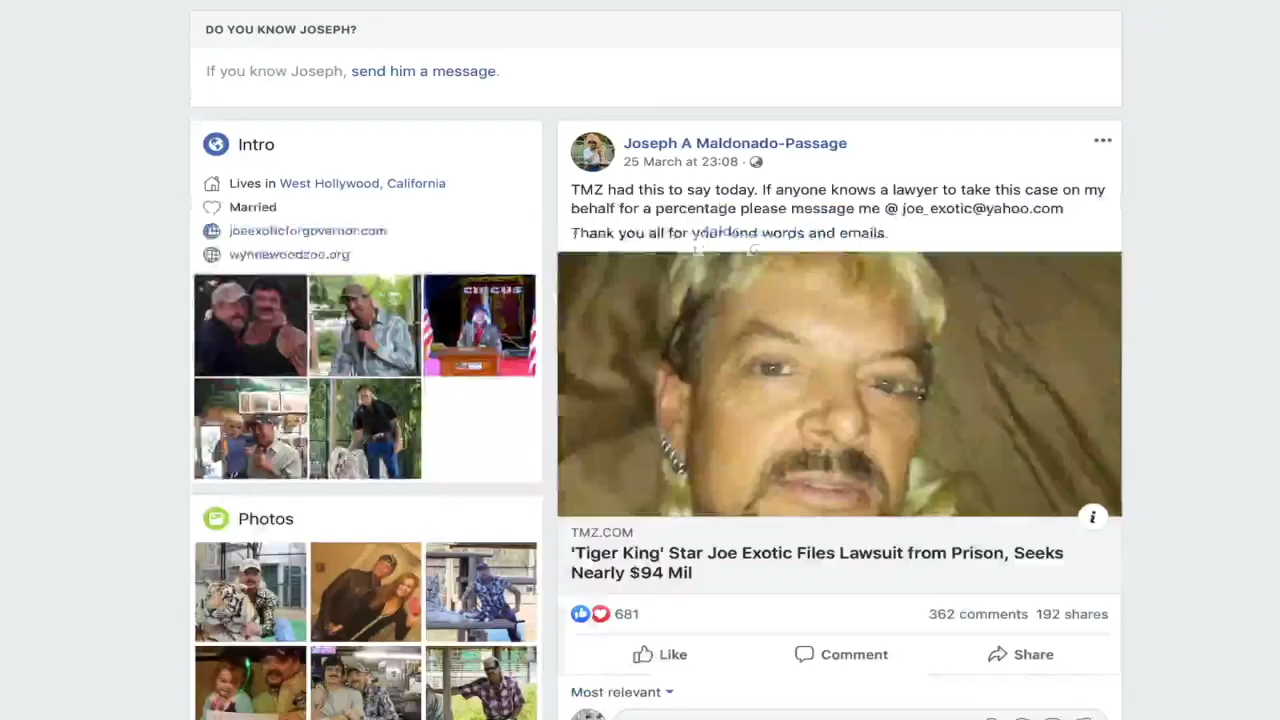 DO YOU KNOW JOSEPH?
If you know Joseph, send him a message.
Intro
Lives in West Hollywood, California
Married
joeexoticforgovernor.com
wynnewoodzoo.org
CIRCUS
Photos
Joseph A Maldonado-Passage
25 March at 23:08 ·
TMZ had this to say today. If anyone knows a lawyer to take this case on my
behalf for a percentage please message me @ joe_exotic@yahoo.com
Thank you all for your kind words and emails.
TMZ.COM
'Tiger King' Star Joe Exotic Files Lawsuit from Prison, Seeks
Nearly $94 Mil
681
362 comments 192 shares
Like
Comment
Share
Most relevant